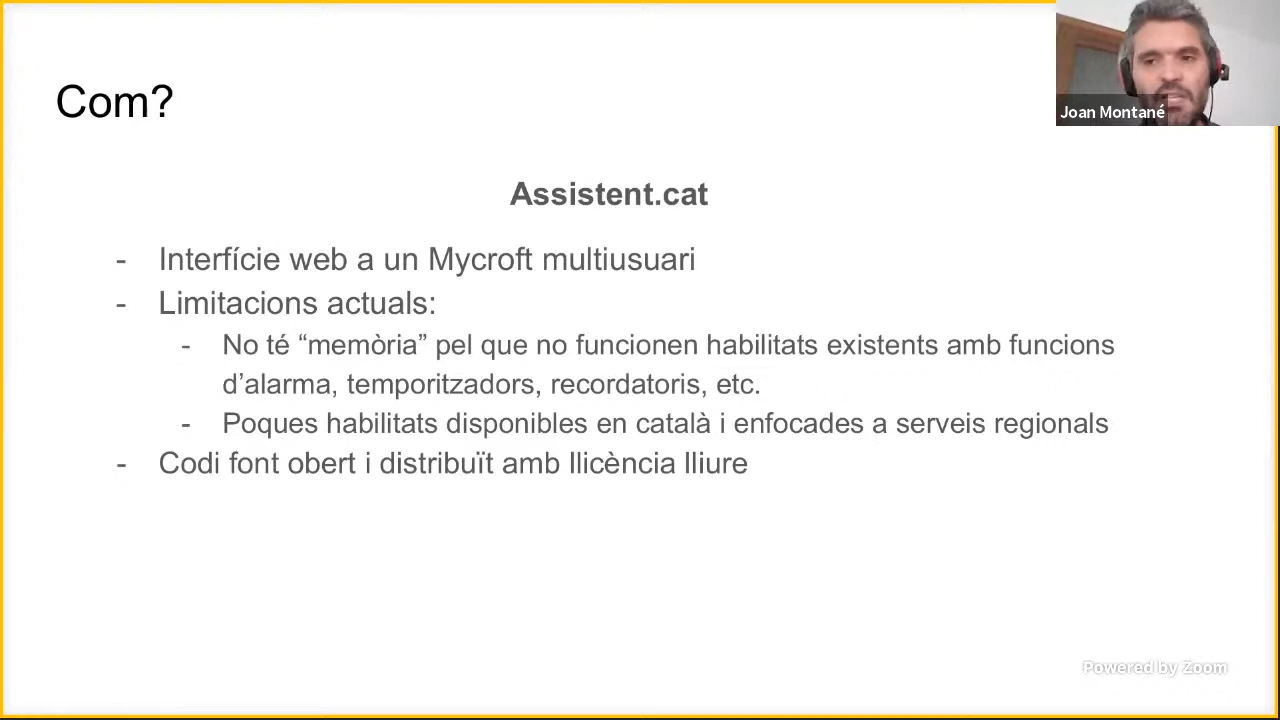 Com?
Joan Montané
Assistent.cat
- Interfície web a un Mycroft multiusuari
- Limitacions actuals:
- No té “memòria” pel que no funcionen habilitats existents amb funcions
d’alarma, temporitzadors, recordatoris, etc.
- Poques habilitats disponibles en català i enfocades a serveis regionals
- Codi font obert i distribuït amb llicència lliure
Powered by Zoom